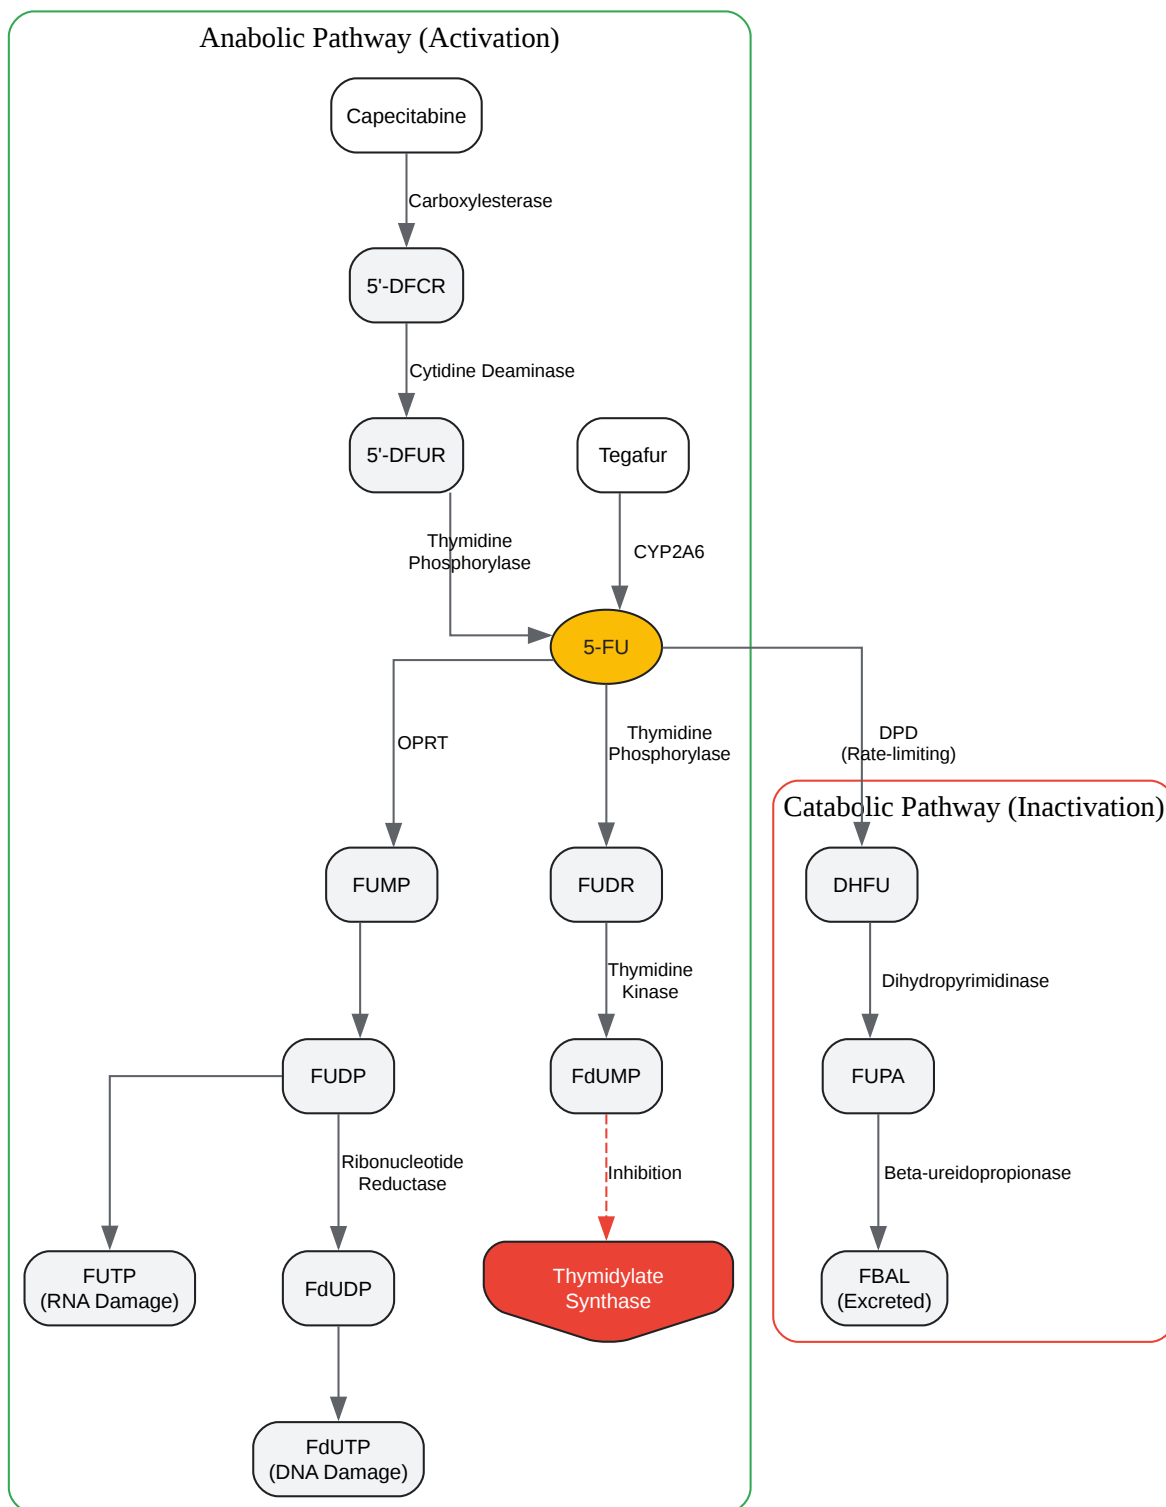 Anabolic Pathway (Activation)
Capecitabine
Carboxylesterase
5'-DFCR
Cytidine Deaminase
5'-DFUR
Tegafur
Thymidine
Phosphorylase
CYP2A6
5-FU
OPRT
Thymidine
Phosphorylase
DPD
(Rate-limiting)
Catabolic Pathway (Inactivation)
FUMP
FUDR
DHFU
Thymidine
Kinase
Dihydropyrimidinase
FUDP
FdUMP
FUPA
Ribonucleotide
Reductase
Inhibition
Beta-ureidopropionase
FUTP
(RNA Damage)
FdUDP
Thymidylate
Synthase
FBAL
(Excreted)
FdUTP
(DNA Damage)